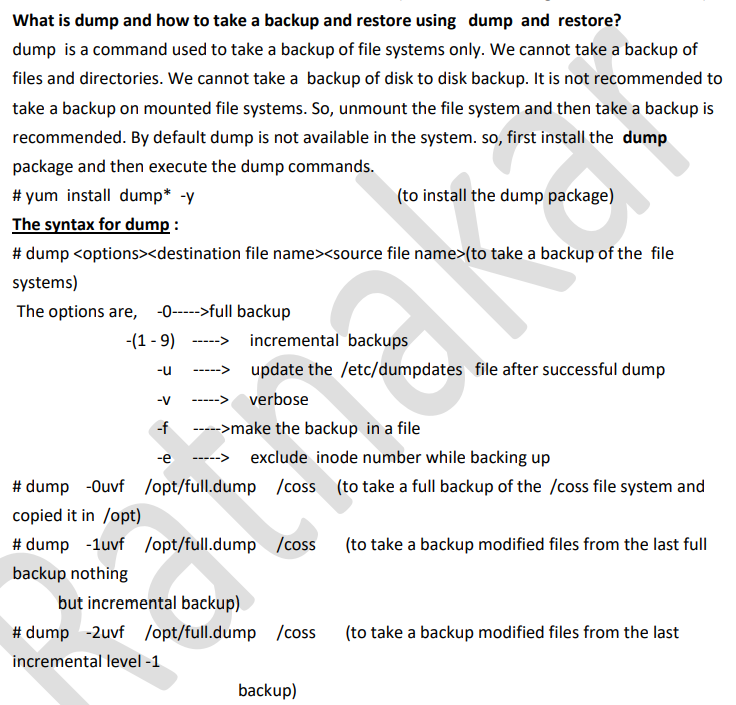 What is dump and how to take a backup and restore using dump and restore?
dump is a command used to take a backup of file systems only. We cannot take a backup of
files and directories. We cannot take a backup of disk to disk backup. It is not recommended to
take a backup on mounted file systems. So, unmount the file system and then take a backup is
recommended. By default dump is not available in the system. so, first install the dump
package and then execute the dump commands.
# yum install dump* -y (to install the dump package)
The syntax for dump :
# dump <options><destination file name><source file name>(to take a backup of the file
systems)
The options are, -0----->full backup
-(1 - 9) -----> incremental backups
-u -----> update the /etc/dumpdates file after successful dump
-v -----> verbose
-f ----->make the backup in a file
-e -----> exclude inode number while backing up
# dump -0uvf /opt/full.dump /coss (to take a full backup of the /coss file system and
copied it in /opt)
# dump -1uvf /opt/full.dump /coss (to take a backup modified files from the last full
backup nothing
but incremental backup)
# dump -2uvf /opt/full.dump /coss (to take a backup modified files from the last
incremental level -1
backup)
Ratnakar